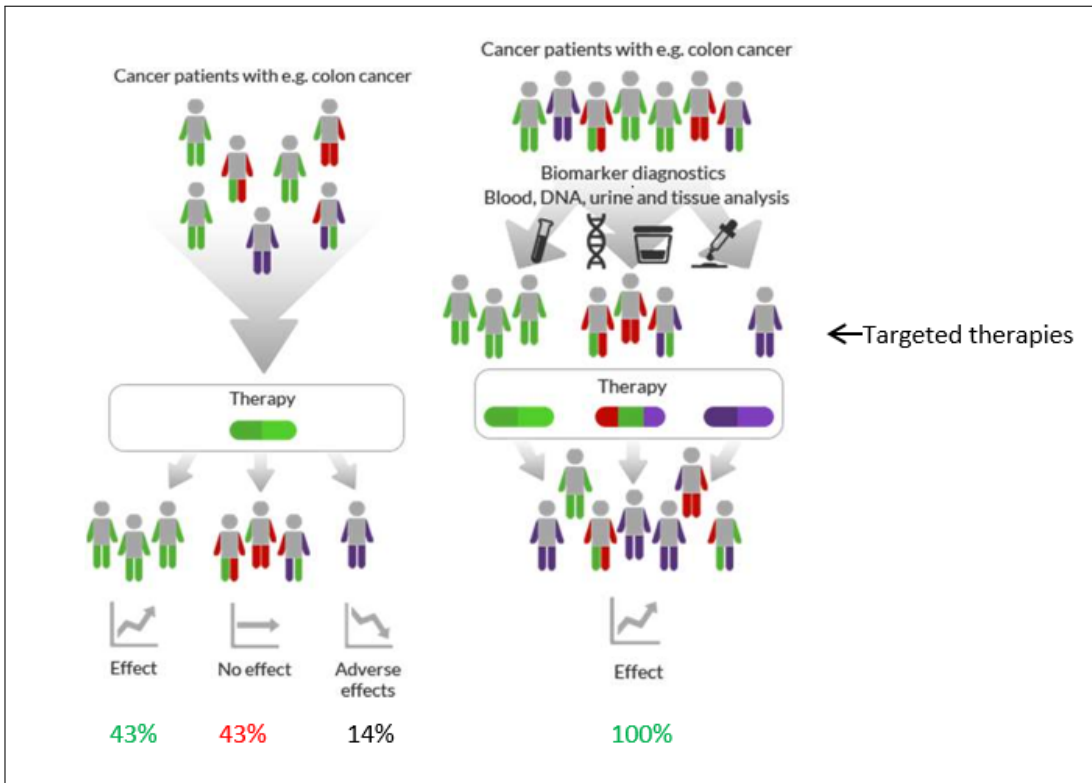 Cancer patients with e.g. colon cancer
Therapy
Effect
No effect
Adverse
effects
43%
43%
14%
Cancer patients with e.g. colon cancer
Biomarker diagnostics
Blood, DNA, urine and tissue analysis
←Targeted therapies
Therapy
Effect
100%